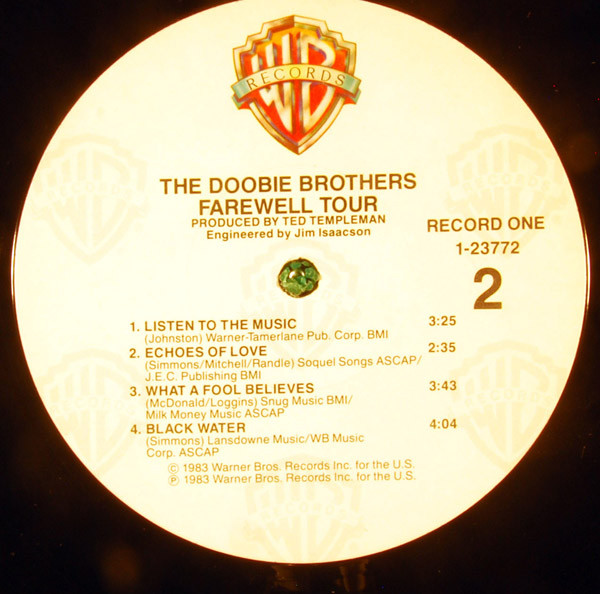 RECORDS
THE DOOBIE BROTHERS
FAREWELL TOUR
PRODUCED BY TED TEMPLEMAN
Engineered by Jim Isaacson
RECORD ONE
1-23772
2
1. LISTEN TO THE MUSIC 3:25
(Johnston) Warner-Tamerlane Pub. Corp. BMI
2. ECHOES OF LOVE 2:35
(Simmons/Mitchell/Randle) Soquel Songs ASCAP/
J.E.C. Publishing BMI
3. WHAT A FOOL BELIEVES 3:43
(McDonald/Loggins) Snug Music BMI/
Milk Money Music ASCAP
4. BLACK WATER 4:04
(Simmons) Lansdowne Music/WB Music
Corp. ASCAP
© 1983 Warner Bros. Records Inc. for the U.S.
℗ 1983 Warner Bros. Records Inc. for the U.S.